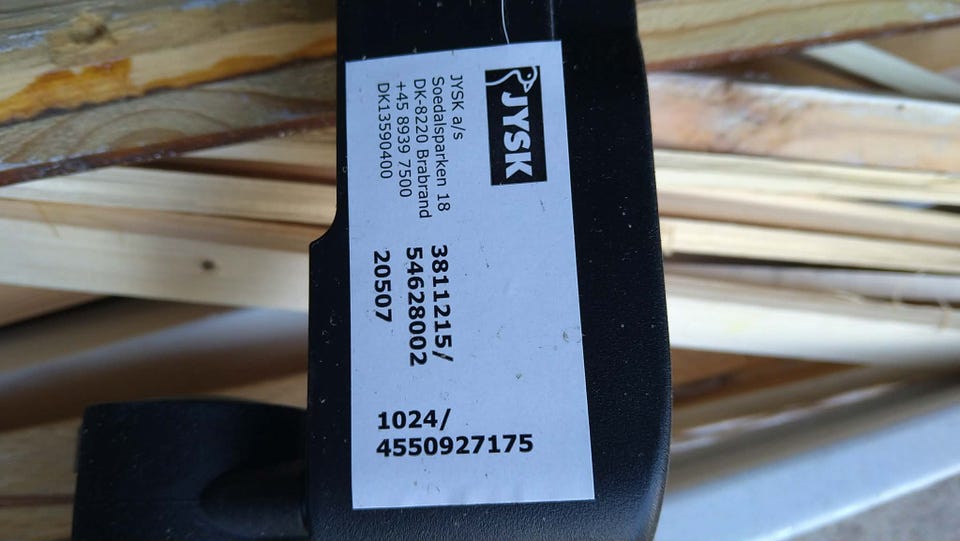 JYSK
JYSK a/s
Soedalsparken 18
DK-8220 Brabrand
+45 8939 7500
DK13590400
3811215/
54628002
20507
1024/
4550927175